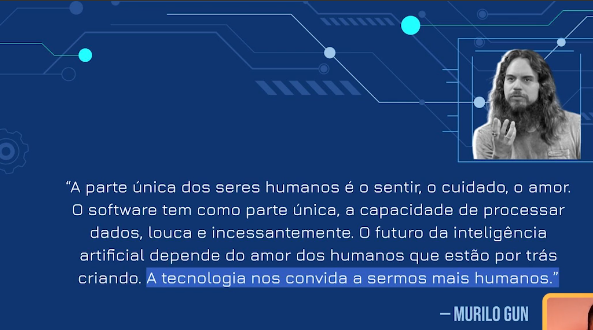 “A parte única dos seres humanos é o sentir, o cuidado, o amor.
O software tem como parte única, a capacidade de processar
dados, louca e incessantemente. O futuro da inteligência
artificial depende do amor dos humanos que estão por trás
criando. A tecnologia nos convida a sermos mais humanos.”
— MURILO GUN